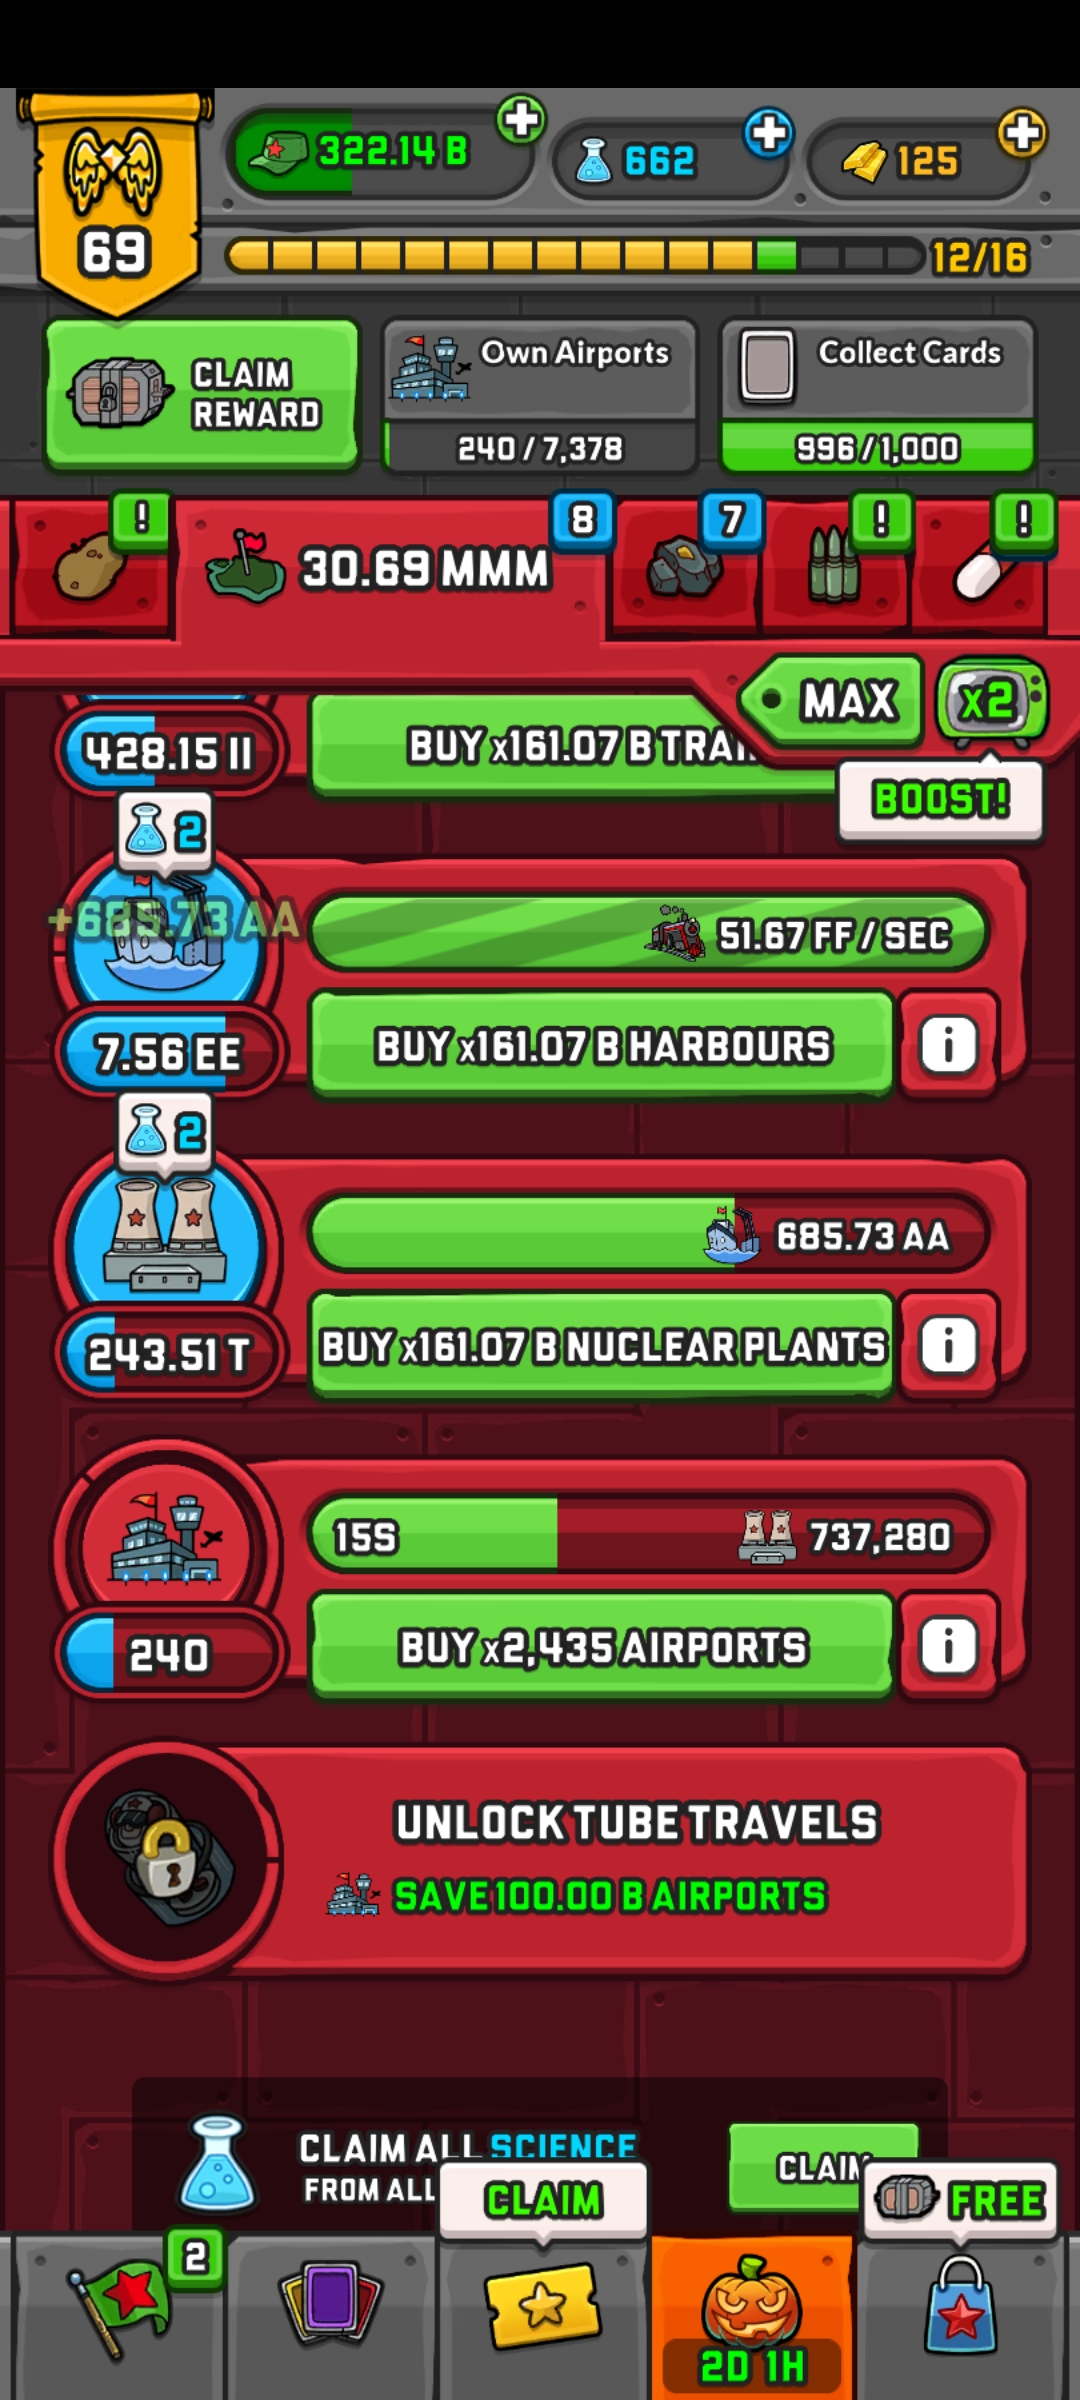 322.14 B
662
125
69
12/16
CLAIM
REWARD
Own Airports
240 / 7,378
Collect Cards
996 / 1,000
!
30.69 MMM
8
7
!
!
MAX
x2
BOOST!
428.15 II
BUY x161.07 B
2
+685.73 AA
51.67 FF / SEC
7.56 EE
BUY x161.07 B HARBOURS
i
2
685.73 AA
243.51 T
BUY x161.07 B NUCLEAR PLANTS
i
15S
737,280
240
BUY x2,435 AIRPORTS
i
UNLOCK TUBE TRAVELS
SAVE 100.00 B AIRPORTS
CLAIM ALL SCIENCE
FROM ALL
CLAIM
CLAIM
FREE
2
2D 1H